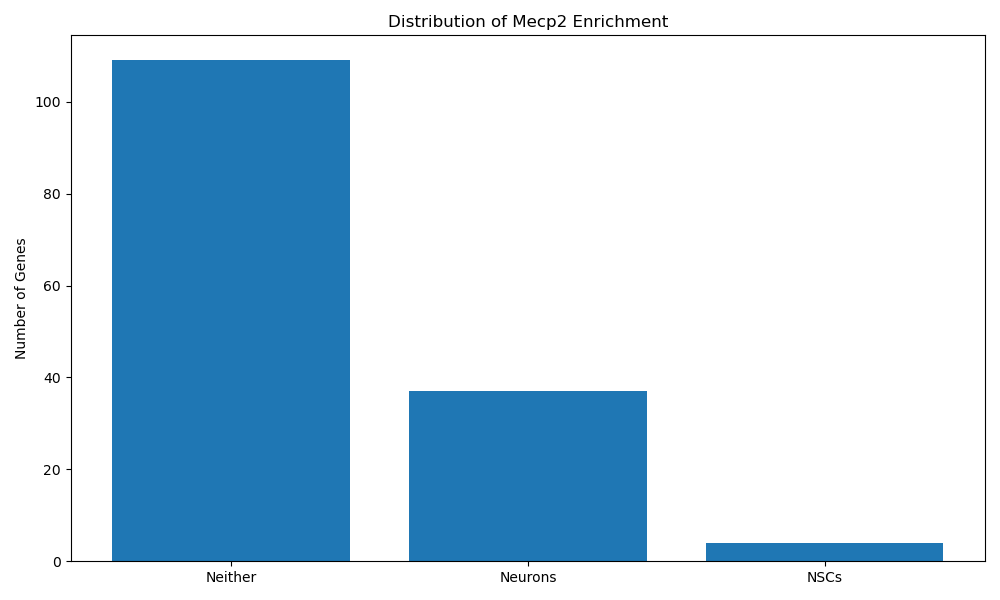 Distribution of Mecp2 Enrichment
Number of Genes
100
80
60
40
20
0
Neither
Neurons
NSCs